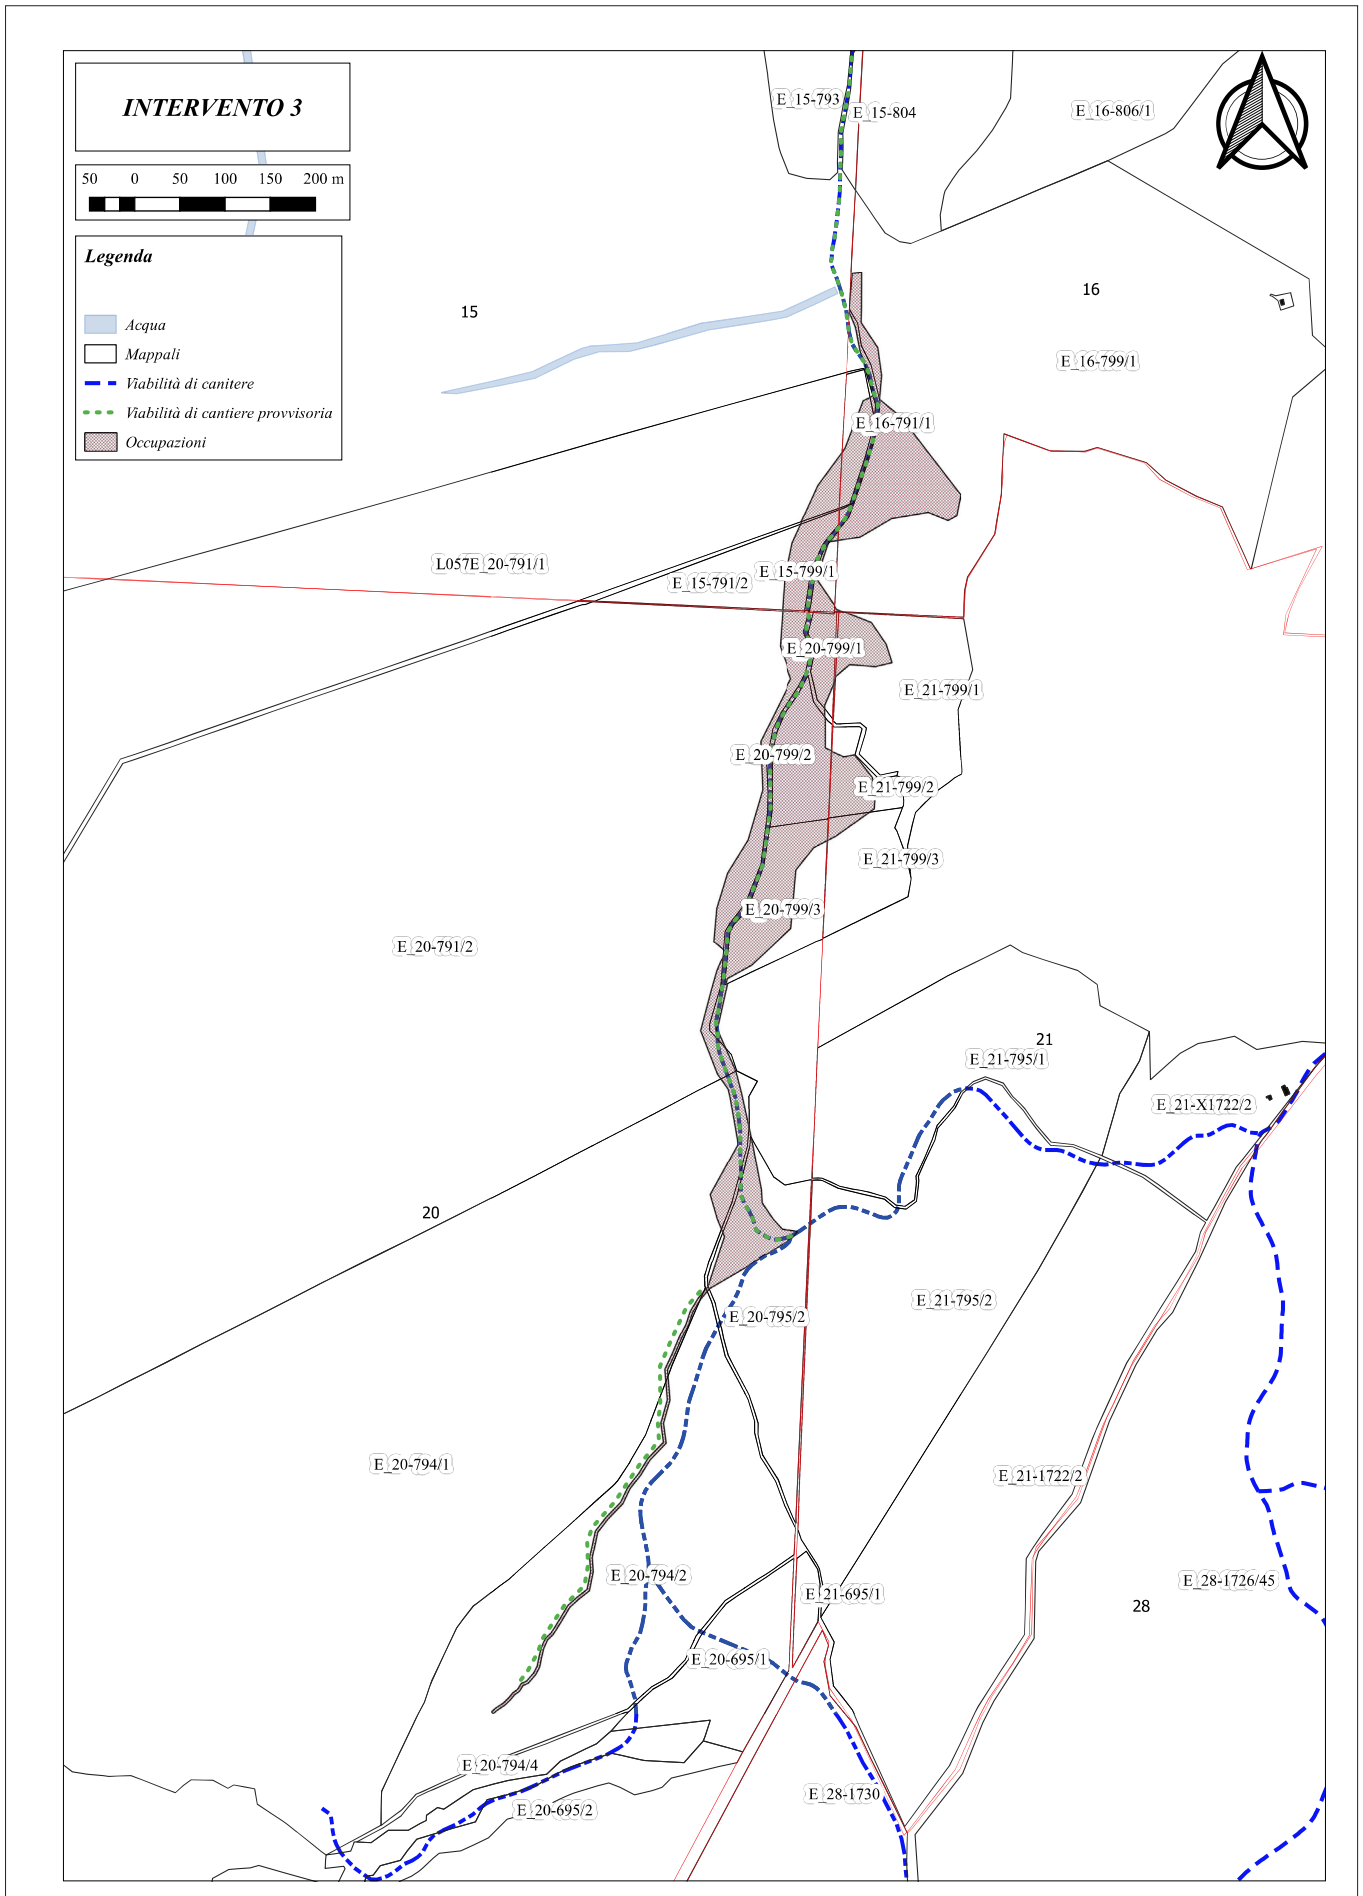 INTERVENTO 3
50 0 50 100 150 200 m
Legenda
Acqua
Mappali
Viabilità di canitere
Viabilità di cantiere provvisoria
Occupazioni
E_15-793
E_15-804
E_16-806/1
15
16
E_16-799/1
E_16-791/1
L057E_20-791/1
E_15-791/2
E_15-799/1
E_20-799/1
E_21-799/1
E_20-799/2
E_21-799/2
E_21-799/3
E_20-799/3
E_20-791/2
21
E_21-795/1
E_21-X1722/2
20
E_21-795/2
E_20-795/2
E_20-794/1
E_21-1722/2
E_20-794/2
E_21-695/1
E_28-1726/45
28
E_20-695/1
E_20-794/4
E_28-1730
E_20-695/2